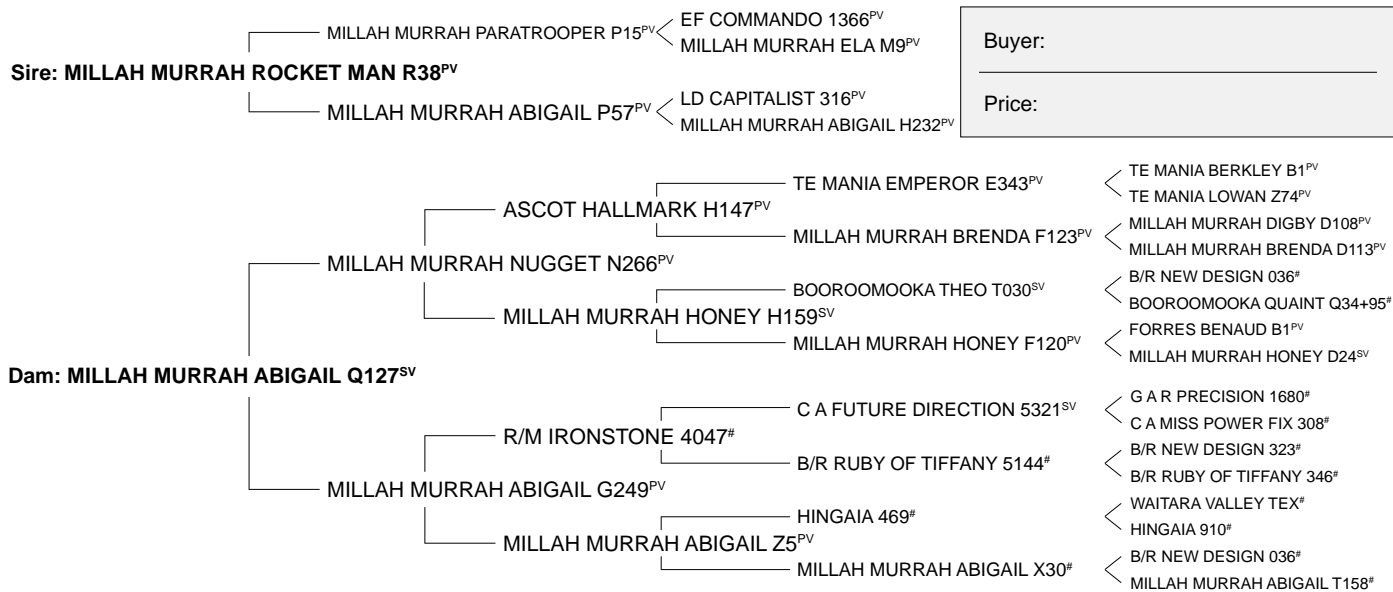 MILLAH MURRAH PARATROOPER P15PV
EF COMMANDO 1366PV
MILLAH MURRAH ELA M9PV
Sire: MILLAH MURRAH ROCKET MAN R38PV
MILLAH MURRAH ABIGAIL P57PV
LD CAPITALIST 316PV
MILLAH MURRAH ABIGAIL H232PV
Buyer:
Price:
TE MANIA EMPEROR E343PV
TE MANIA BERKLEY B1PV
TE MANIA LOWAN Z74PV
ASCOT HALLMARK H147PV
MILLAH MURRAH BRENDA F123PV
MILLAH MURRAH DIGBY D108PV
MILLAH MURRAH BRENDA D113PV
MILLAH MURRAH NUGGET N266PV
BOOROOMOOKA THEO T030SV
B/R NEW DESIGN 036#
BOOROOMOOKA QUAINT Q34+95#
MILLAH MURRAH HONEY H159SV
MILLAH MURRAH HONEY F120PV
FORRES BENAUD B1PV
MILLAH MURRAH HONEY D24SV
Dam: MILLAH MURRAH ABIGAIL Q127SV
C A FUTURE DIRECTION 5321SV
G A R PRECISION 1680#
C A MISS POWER FIX 308#
R/M IRONSTONE 4047#
B/R RUBY OF TIFFANY 5144#
B/R NEW DESIGN 323#
B/R RUBY OF TIFFANY 346#
MILLAH MURRAH ABIGAIL G249PV
HINGAIA 469#
WAITARA VALLEY TEX#
HINGAIA 910#
MILLAH MURRAH ABIGAIL Z5PV
MILLAH MURRAH ABIGAIL X30#
B/R NEW DESIGN 036#
MILLAH MURRAH ABIGAIL T158#